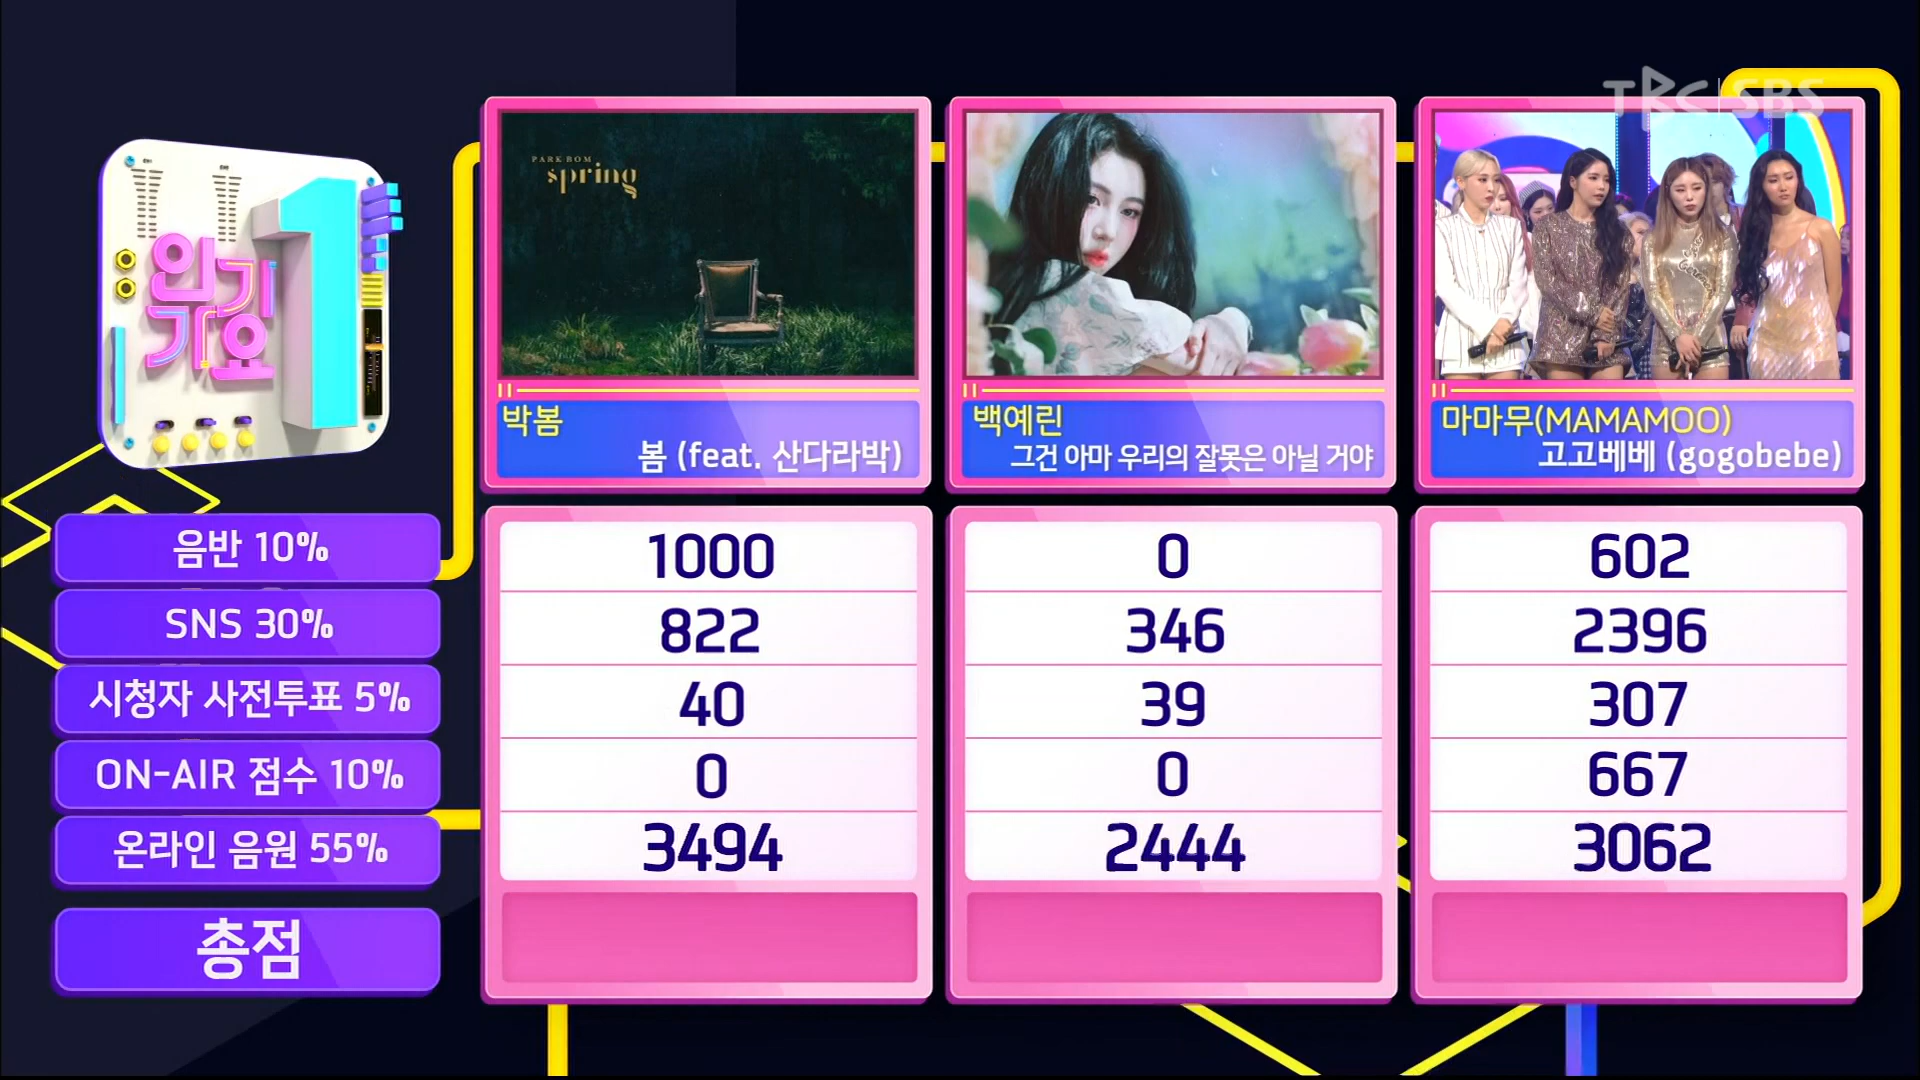 TBC SBS
인기
가요
1
PARK BOM
spring
박봄
봄 (feat. 산다라박)
백예린
그건 아마 우리의 잘못은 아닐 거야
마마무(MAMAMOO)
고고베베 (gogobebe)
음반 10% 1000 0 602
SNS 30% 822 346 2396
시청자 사전투표 5% 40 39 307
ON-AIR 점수 10% 0 0 667
온라인 음원 55% 3494 2444 3062
총점